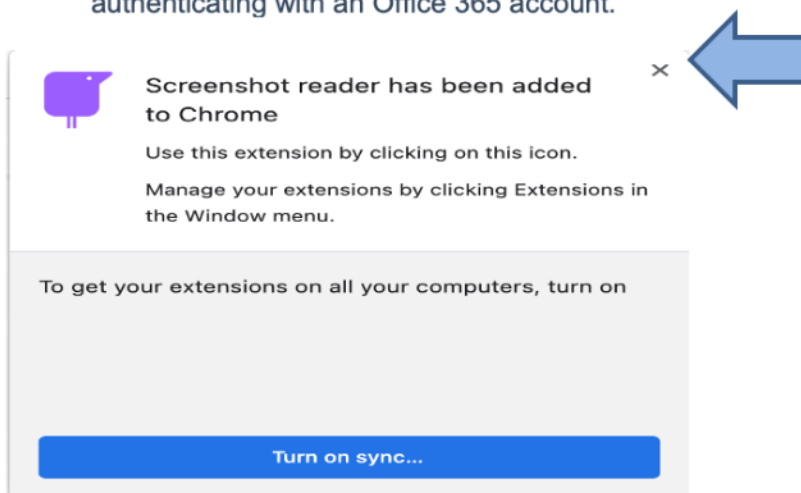 authenticating with an Office 365 account.
Screenshot reader has been added
to Chrome
Use this extension by clicking on this icon.
Manage your extensions by clicking Extensions in
the Window menu.
To get your extensions on all your computers, turn on
Turn on sync...